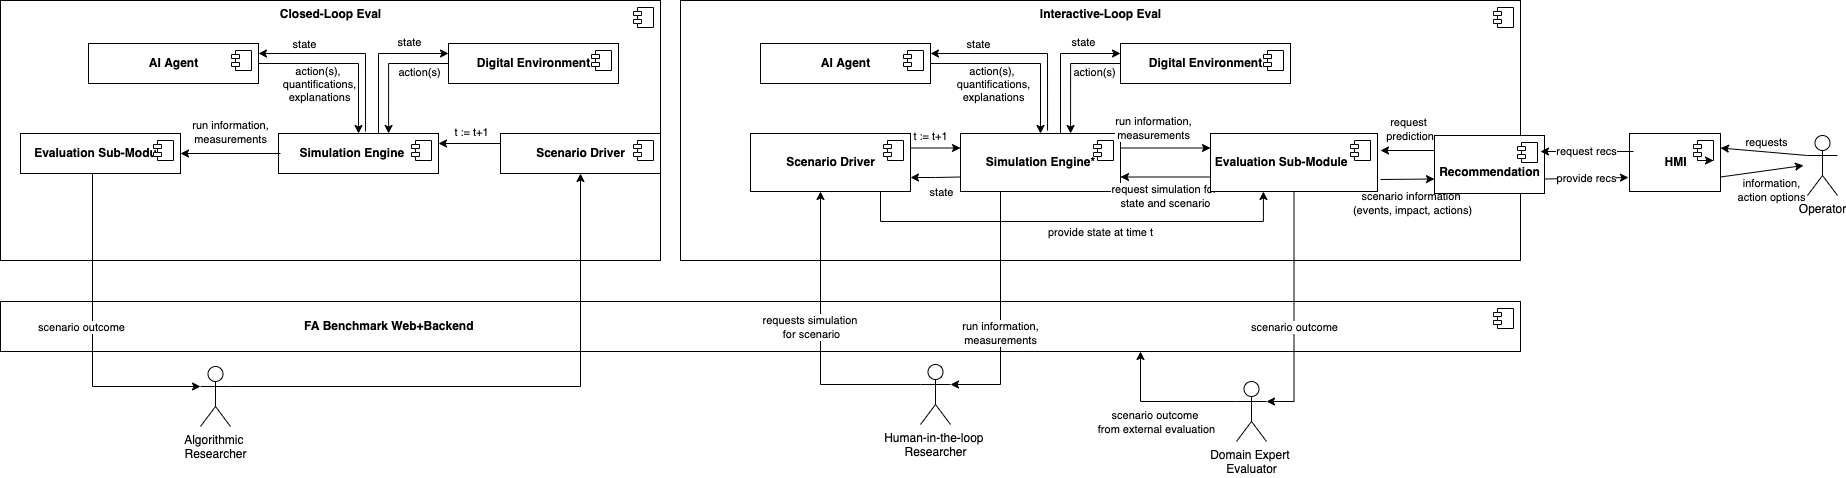 Closed-Loop Eval
AI Agent
state
state
Digital Environment
action(s),
quantifications,
explanations
action(s)
run information,
measurements
Evaluation Sub-Modu
Simulation Engine
t := t+1
Scenario Driver
Interactive-Loop Eval
AI Agent
state
state
Digital Environment
action(s),
quantifications,
explanations
action(s)
Scenario Driver
t := t+1
state
Simulation Engine*
run information,
measurements
request simulation fo
state and scenario
Evaluation Sub-Module
provide state at time t
request
prediction
scenario information
(events, impact, actions)
Recommendation
request recs
provide recs
HMI
requests
information,
action options
Operator
FA Benchmark Web+Backend
scenario outcome
requests simulation
for scenario
run information,
measurements
scenario outcome
scenario outcome
from external evaluation
Algorithmic
Researcher
Human-in-the-loop
Researcher
Domain Expert
Evaluator